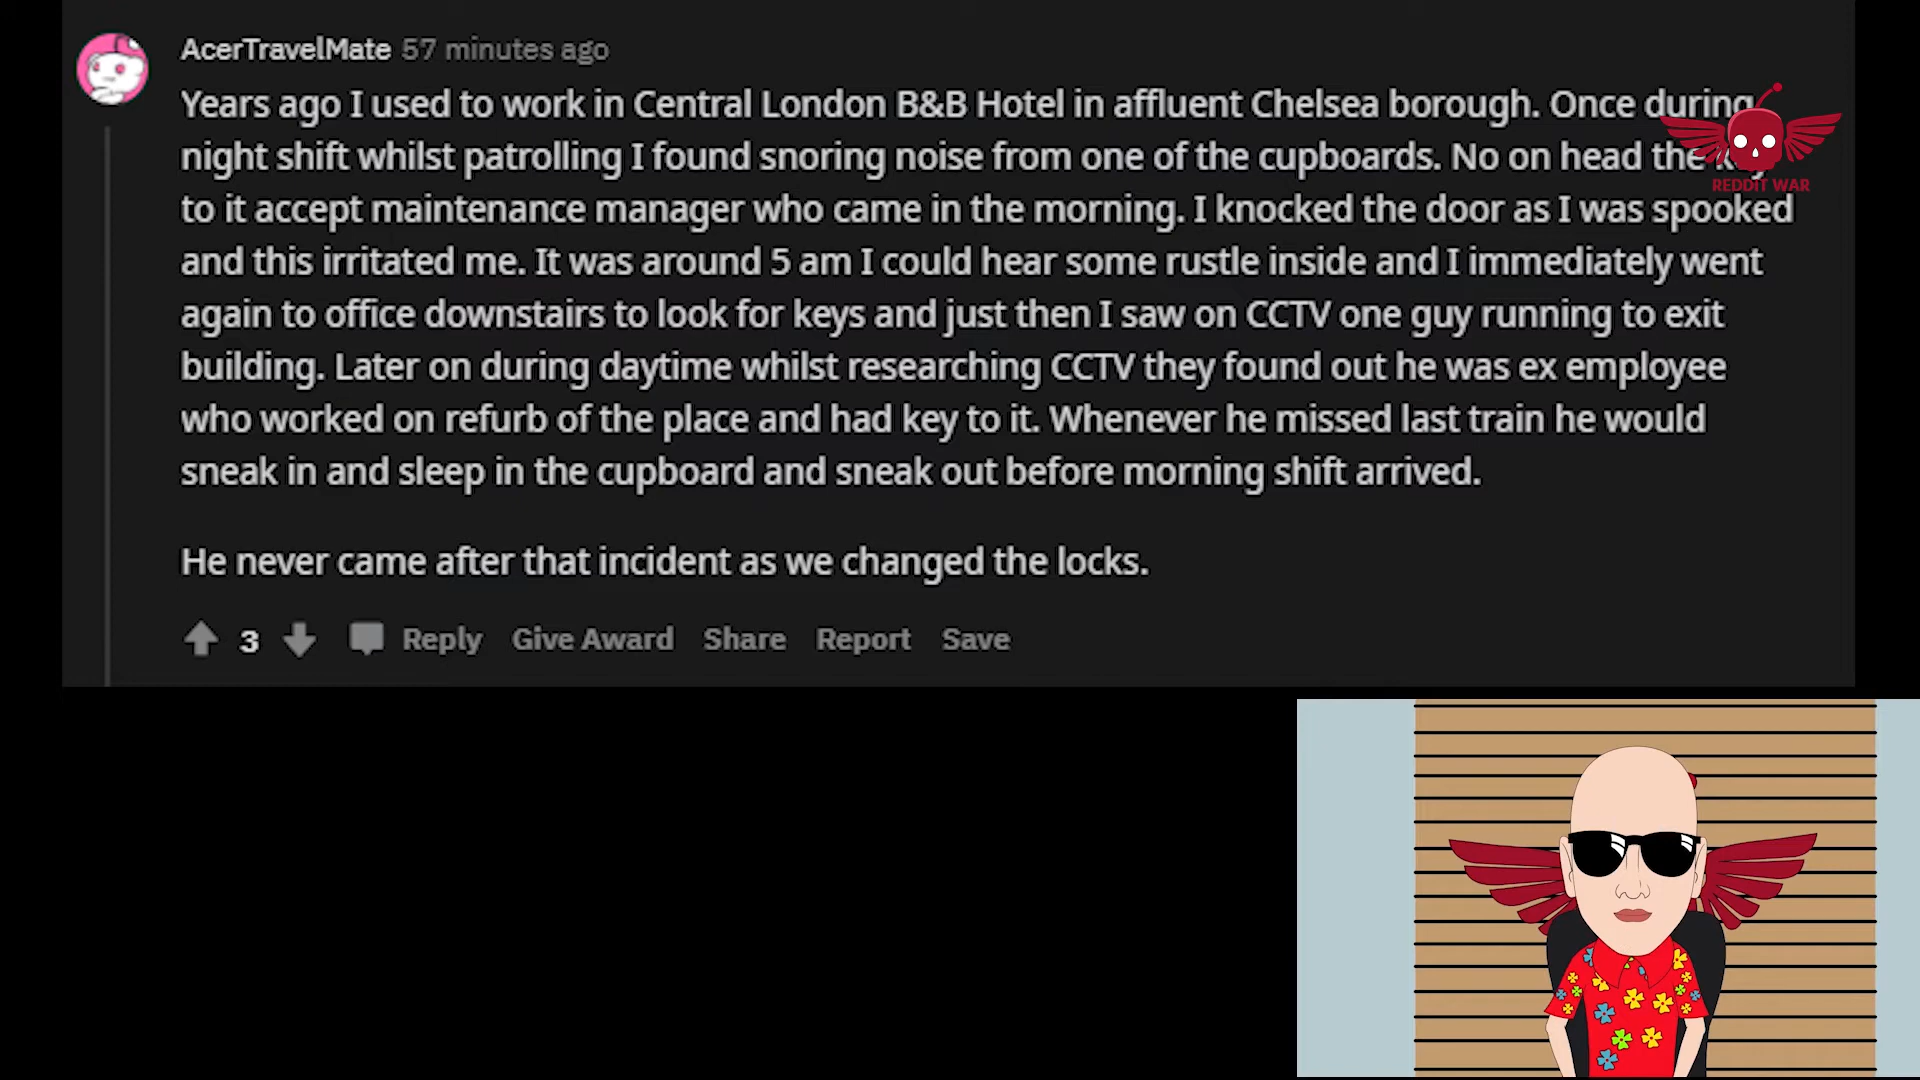 AcerTravelMate 57 minutes ago
Years ago I used to work in Central London B&B Hotel in affluent Chelsea borough. Once during
night shift whilst patrolling I found snoring noise from one of the cupboards. No on head the
to it accept maintenance manager who came in the morning. I knocked the door as I was spooked
and this irritated me. It was around 5 am I could hear some rustle inside and I immediately went
again to office downstairs to look for keys and just then I saw on CCTV one guy running to exit
building. Later on during daytime whilst researching CCTV they found out he was ex employee
who worked on refurb of the place and had key to it. Whenever he missed last train he would
sneak in and sleep in the cupboard and sneak out before morning shift arrived.
He never came after that incident as we changed the locks.
3 Reply Give Award Share Report Save
REDDIT WAR